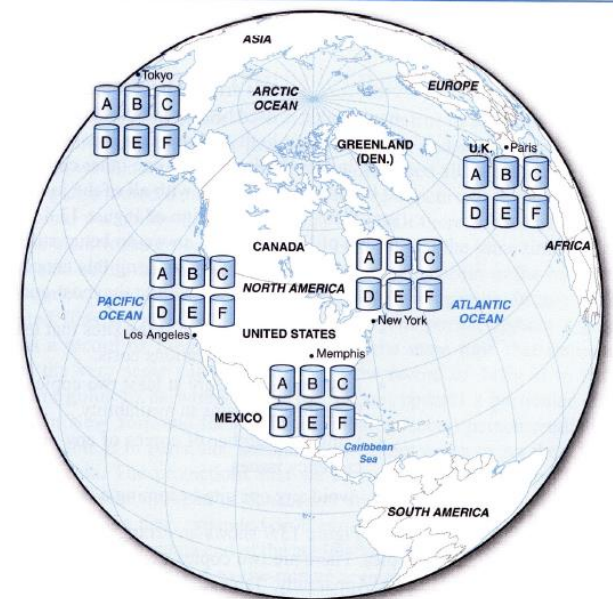 ASIA
Tokyo
A B C
D E F
ARCTIC
OCEAN
EUROPE
GREENLAND
(DEN.)
U.K.
Paris
A B C
D E F
AFRICA
CANADA
A B C
D E F
NORTH AMERICA
A B C
D E F
PACIFIC
OCEAN
ATLANTIC
OCEAN
Los Angeles
UNITED STATES
New York
Memphis
A B C
D E F
MEXICO
Caribbean
Sea
SOUTH AMERICA